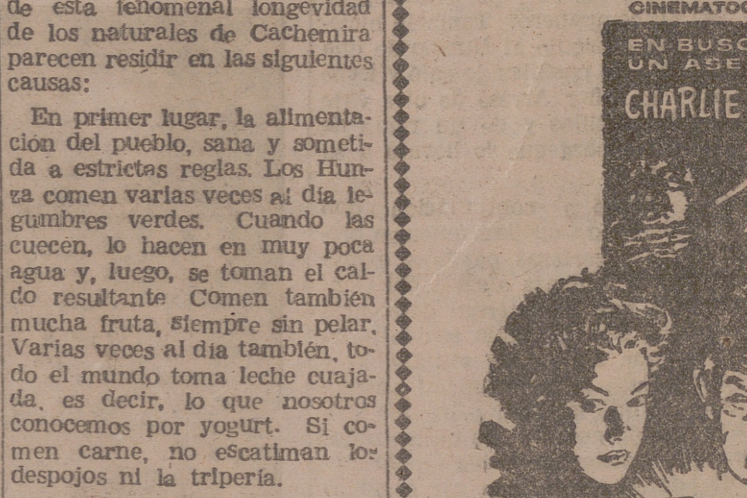 de esta fenomenal longevidad
de los naturales de Cachemira
parecen residir en las siguientes
causas:
En primer lugar, la alimenta-
ción del pueblo, sana y someti-
da a estrictas reglas. Los Hun-
za comen varias veces al día le-
gumbres verdes. Cuando las
cuecen, lo hacen en muy poca
agua y, luego, se toman el cal-
do resultante Comen también
mucha fruta, siempre sin pelar.
Varias veces al día también, to-
do el mundo toma leche cuaja-
da, es decir, lo que nosotros
conocemos por yogurt. Si co-
men carne, no escatiman los
despojos ni la tripería.
CINEMATOG
EN BUSC
UN ASE
CHARLIE